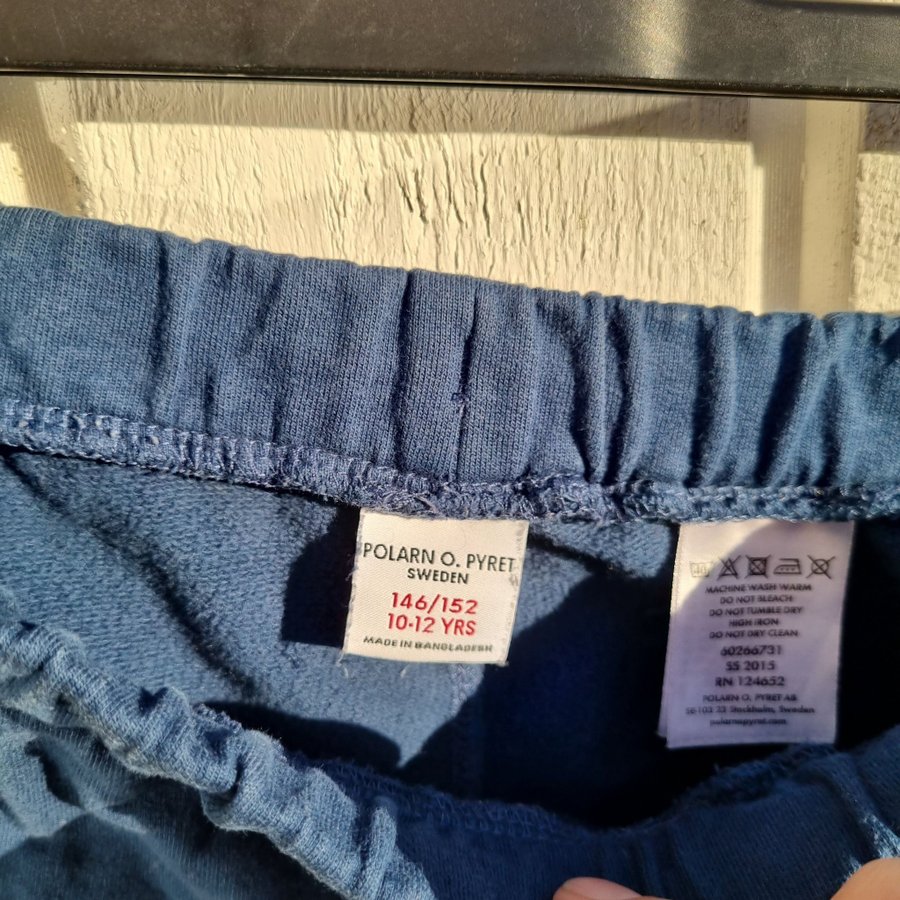 POLARN O. PYRET
SWEDEN
146/152
10-12 YRS
MADE IN BANGLADESH
MACHINE WASH WARM
DO NOT BLEACH
DO NOT TUMBLE DRY
HIGH IRON
DO NOT DRY CLEAN
60266731
SS 2015
RN 124652
POLARN O. PYRET AB
Stockholm, Sweden
polarnopyret.com